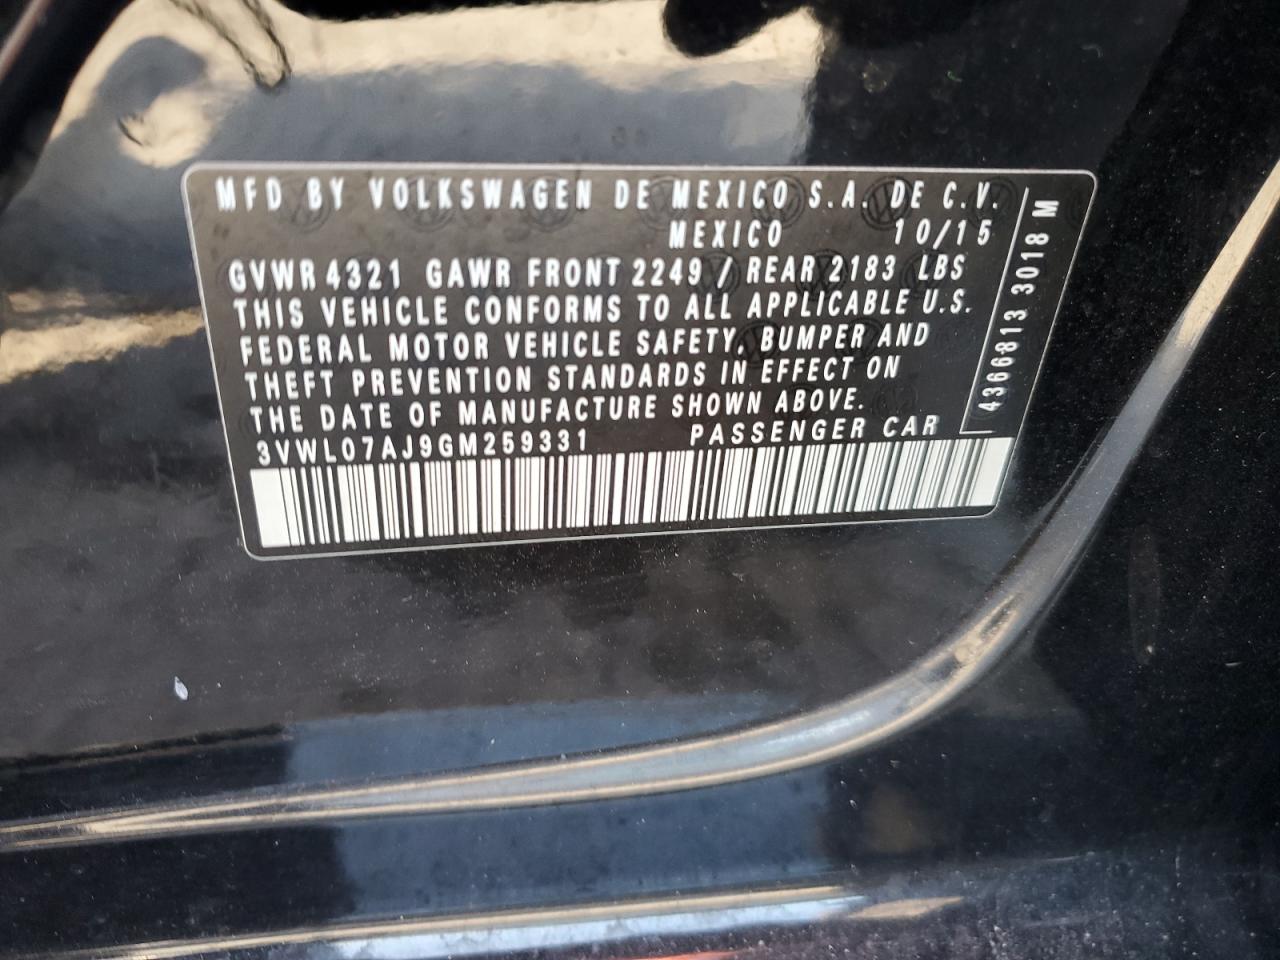 MFD BY VOLKSWAGEN DE MEXICO S.A. DE C.V.
MEXICO 10/15
GVWR 4321 GAWR FRONT 2249 / REAR 2183 LBS
THIS VEHICLE CONFORMS TO ALL APPLICABLE U.S.
FEDERAL MOTOR VEHICLE SAFETY, BUMPER AND
THEFT PREVENTION STANDARDS IN EFFECT ON
THE DATE OF MANUFACTURE SHOWN ABOVE.
3VWL07AJ9GM259331 PASSENGER CAR
4366813 3018 M